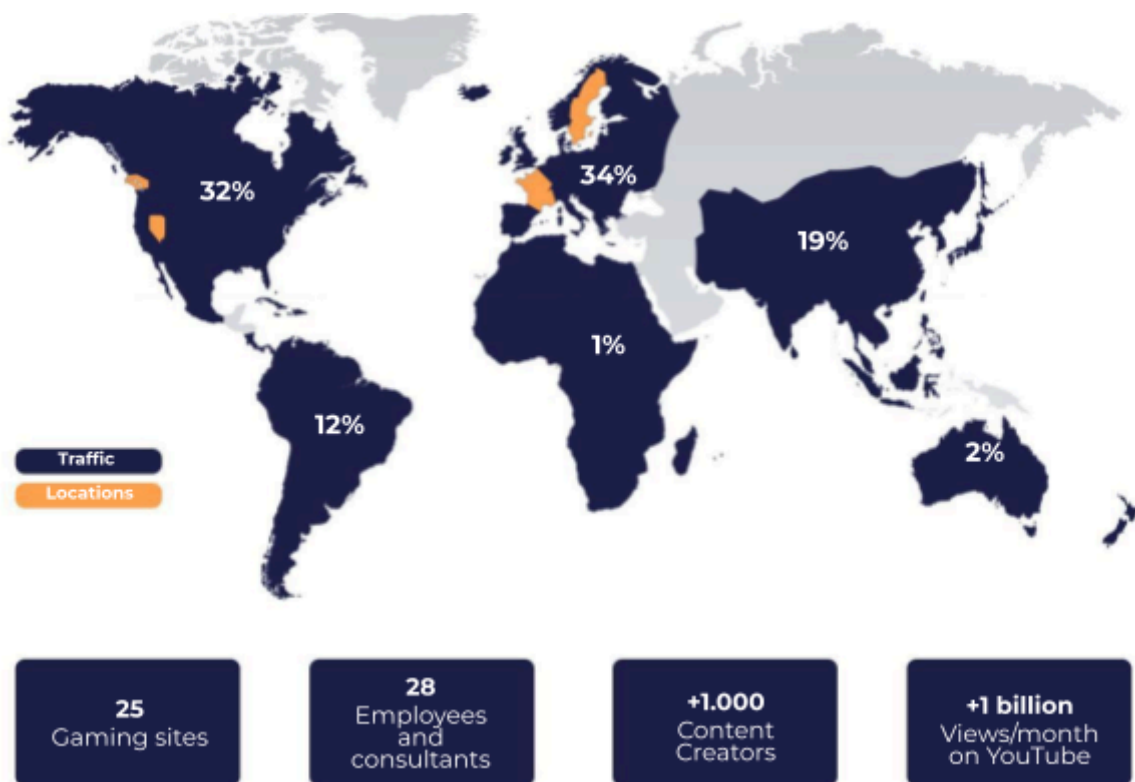 32%
34%
19%
1%
12%
2%
Traffic
Locations
25
Gaming sites
28
Employees
and
consultants
+1.000
Content
Creators
+1 billion
Views/month
on YouTube